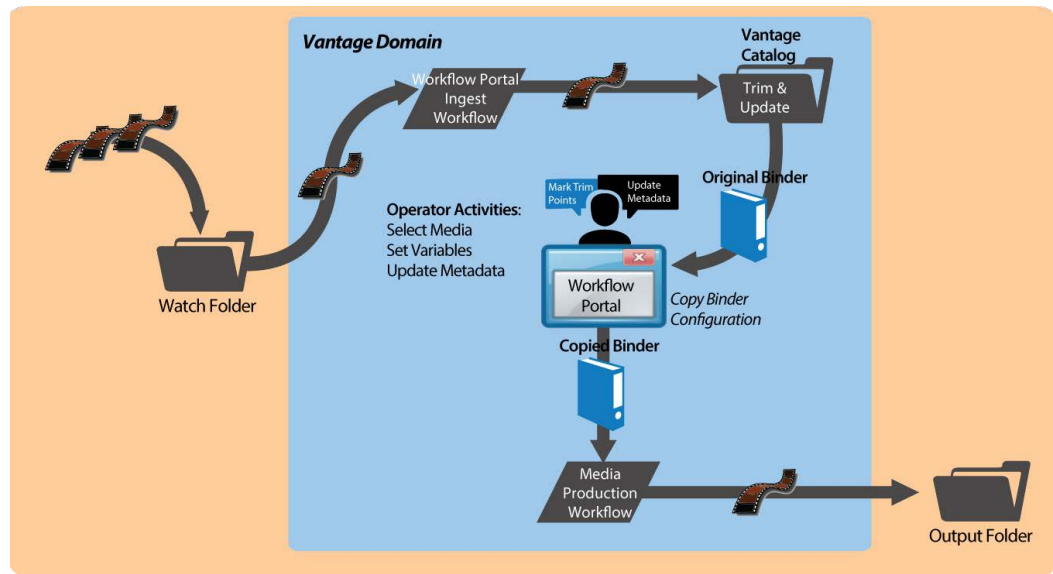 Vantage Domain
Vantage
Catalog
Workflow Portal
Ingest
Workflow
Trim &
Update
Mark Trim
Points
Update
Metadata
Original Binder
Operator Activities:
Select Media
Set Variables
Update Metadata
Watch Folder
Workflow
Portal
Copy Binder
Configuration
Copied Binder
Media
Production
Workflow
Output Folder